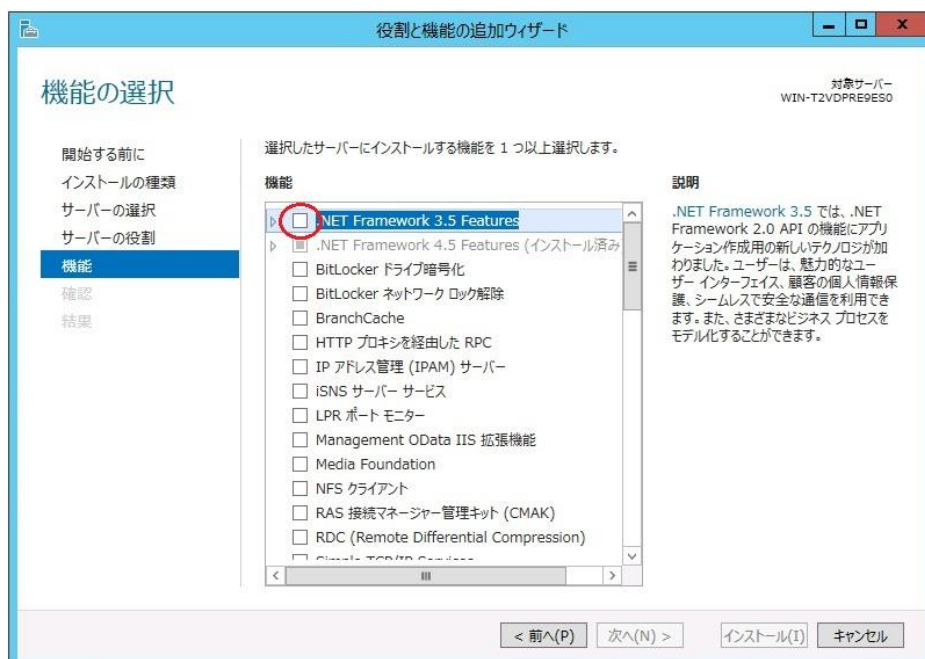 役割と機能の追加ウィザード
機能の選択
対象サーバー
WIN-T2VDPRE9ES0
開始する前に
インストールの種類
サーバーの選択
サーバーの役割
機能
確認
結果
選択したサーバーにインストールする機能を 1 つ以上選択します。
機能
.NET Framework 3.5 Features
.NET Framework 4.5 Features (インストール済み
BitLocker ドライブ暗号化
BitLocker ネットワーク ロック解除
BranchCache
HTTP プロキシを経由した RPC
IP アドレス管理 (IPAM) サーバー
iSNS サーバー サービス
LPR ポート モニター
Management OData IIS 拡張機能
Media Foundation
NFS クライアント
RAS 接続マネージャー管理キット (CMAK)
RDC (Remote Differential Compression)
Simple TCP/IP Services
説明
.NET Framework 3.5 では、.NET
Framework 2.0 API の機能にアプリ
ケーション作成用の新しいテクノロジが加
わりました。ユーザーは、魅力的なユー
ザー インターフェイス、顧客の個人情報保
護、シームレスで安全な通信を利用でき
ます。また、さまざまなビジネス プロセスを
モデル化することができます。
< 前へ(P)
次へ(N) >
インストール(I)
キャンセル